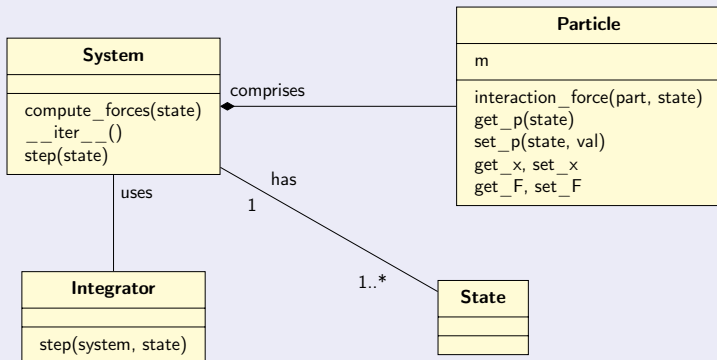 System
compute_forces(state)
__iter__()
step(state)
comprises
Particle
m
interaction_force(part, state)
get_p(state)
set_p(state, val)
get_x, set_x
get_F, set_F
uses
has
1
1..*
Integrator
step(system, state)
State